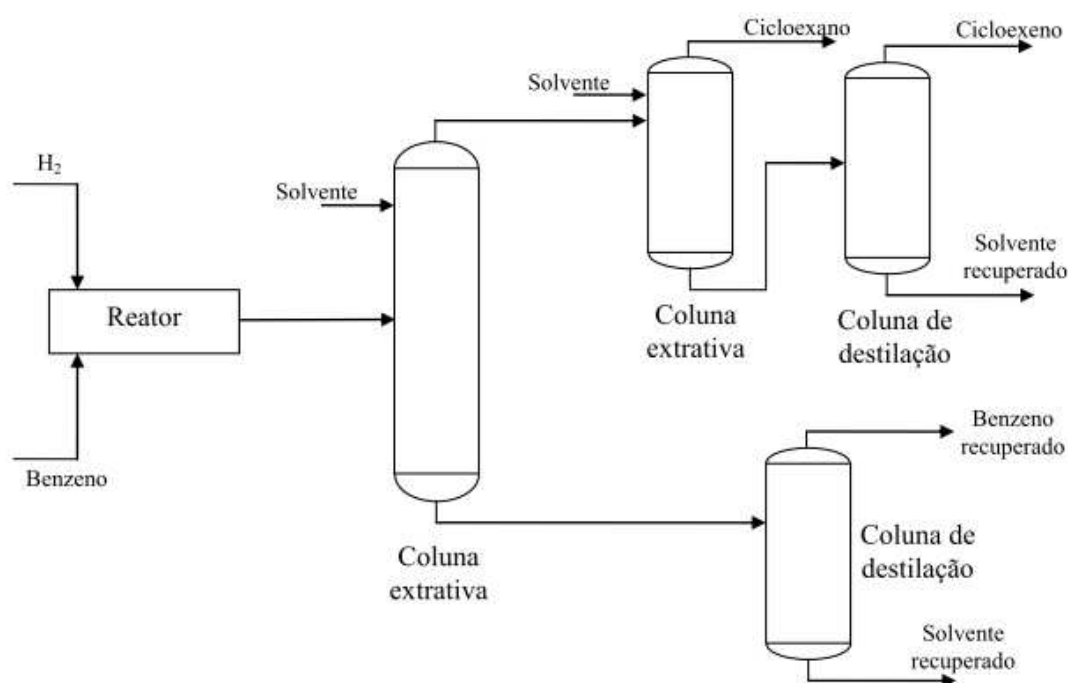 Cicloexano
Cicloexeno
Solvente
H₂
Solvente
Solvente
recuperado
Reator
Coluna
extrativa
Coluna de
destilação
Benzeno
recuperado
Benzeno
Coluna
extrativa
Coluna de
destilação
Solvente
recuperado